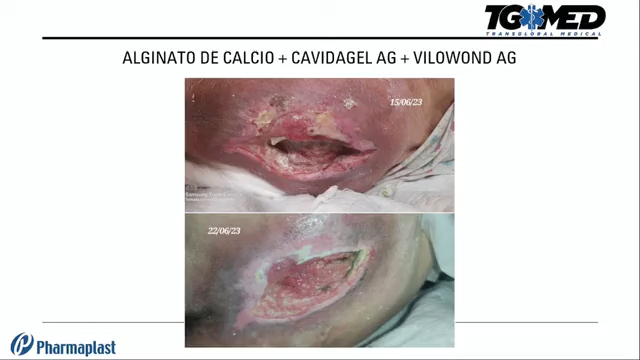 TGMED
TRANSGLOBAL MEDICAL
ALGINATO DE CALCIO + CAVIDAGEL AG + VILOWOND AG
15/06/23
22/06/23
Pharmaplast